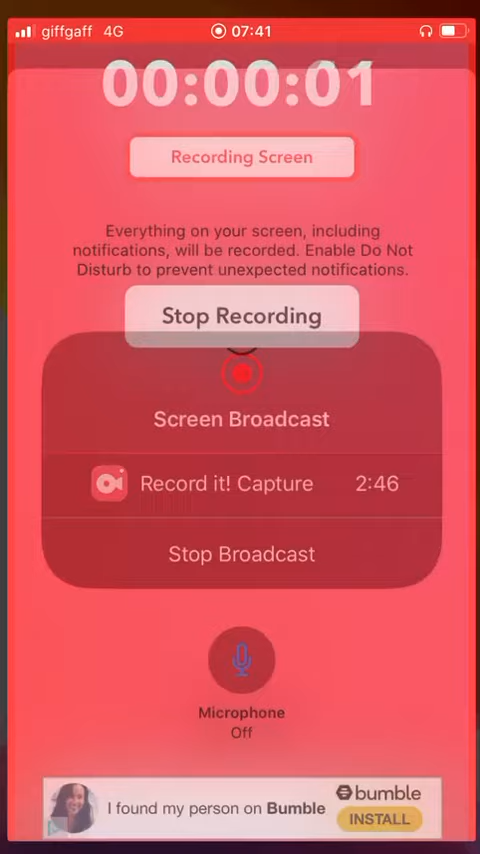 giffgaff 4G 07:41
00:00:01
Recording Screen
Everything on your screen, including
notifications, will be recorded. Enable Do Not
Disturb to prevent unexpected notifications.
Stop Recording
Screen Broadcast
Record it! Capture 2:46
Stop Broadcast
Microphone
Off
I found my person on Bumble
bumble
INSTALL